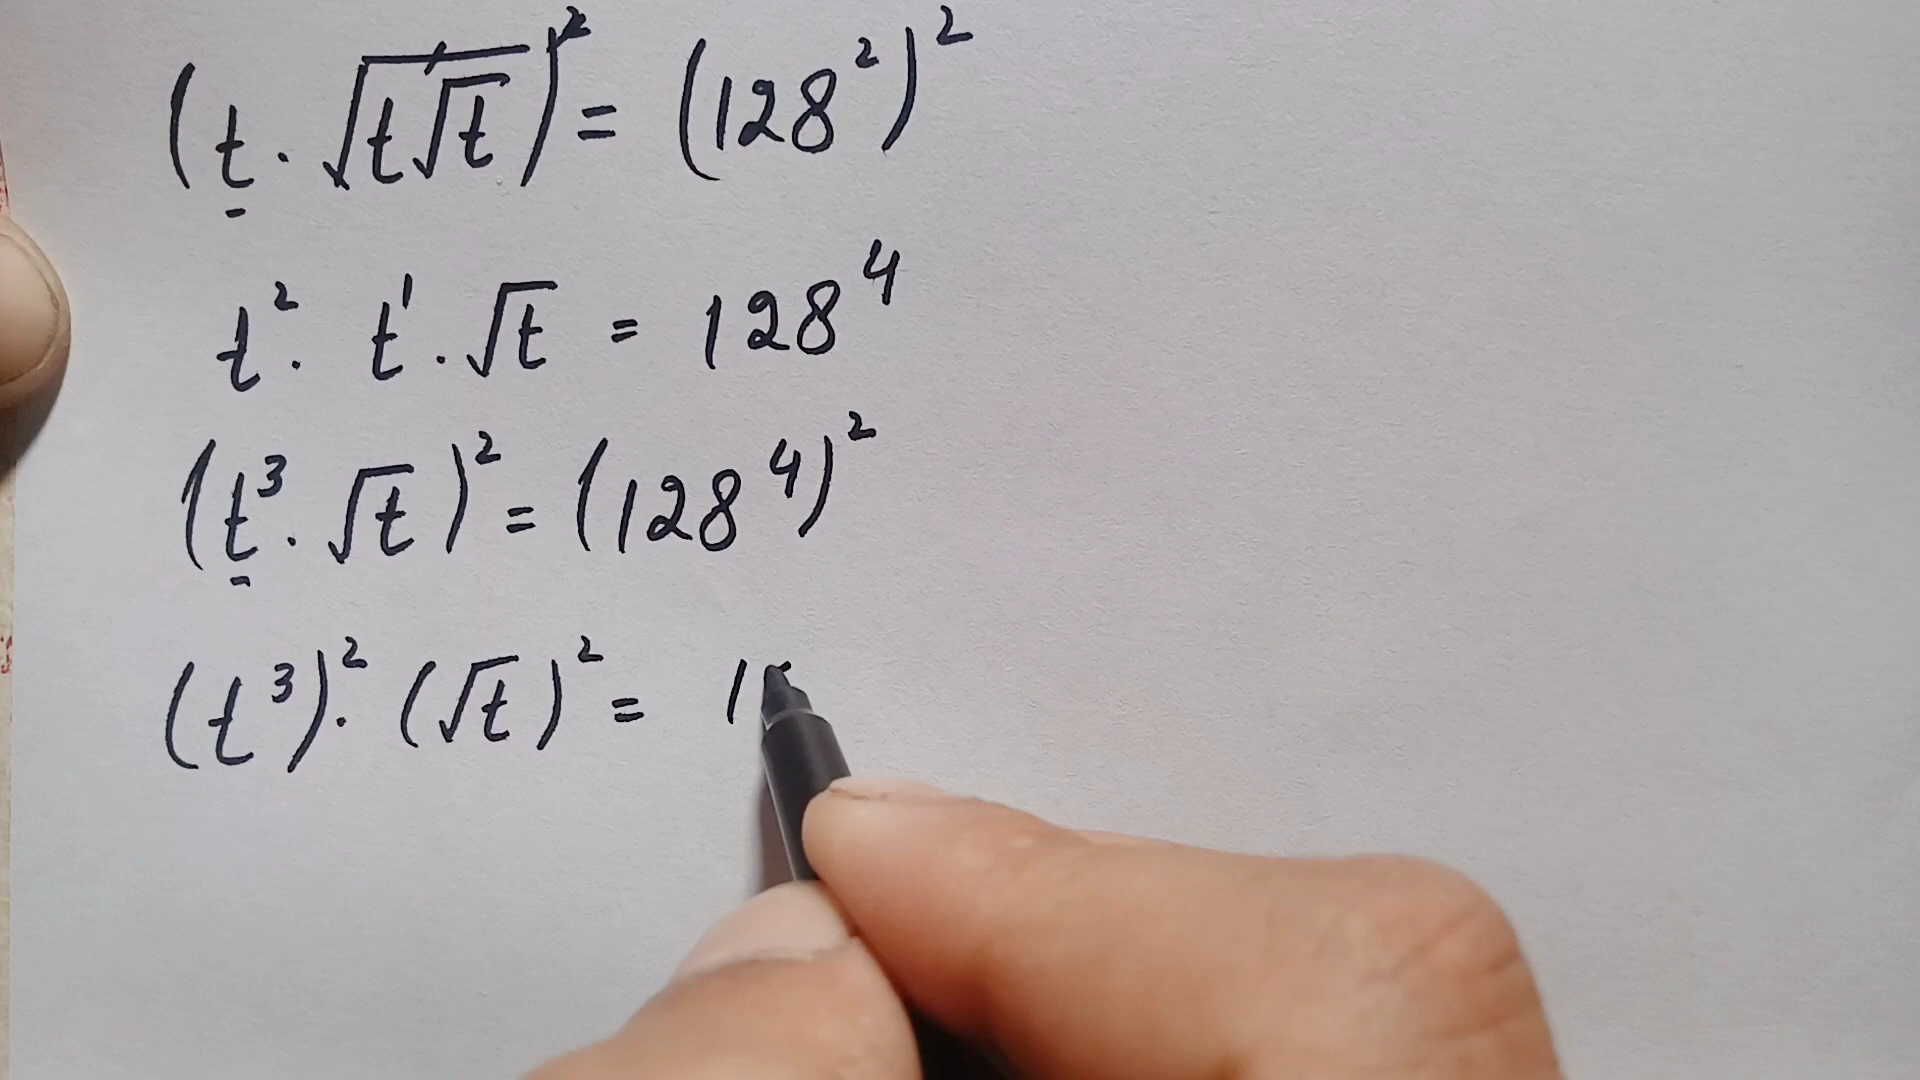 (t · √(t√t))² = (128²)²
t² · t¹ · √t = 128⁴
(t³ · √t)² = (128⁴)²
(t³)² · (√t)² = 1